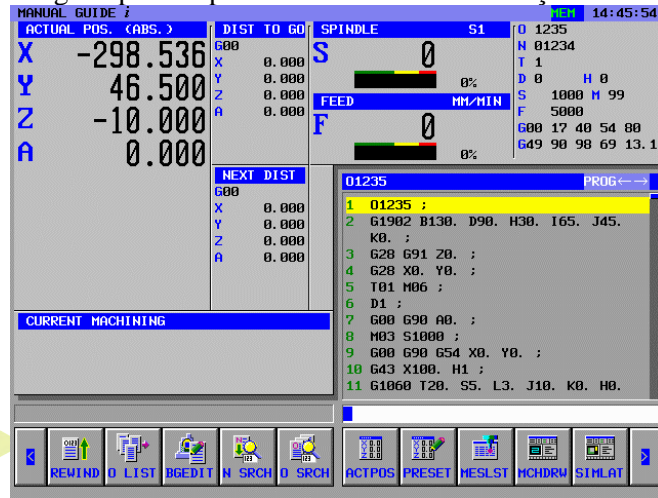 MANUAL GUIDE i MEM 14:45:54
ACTUAL POS. (ABS.)
X -298.536
Y 46.500
Z -10.000
A 0.000
DIST TO GO
G00
X 0.000
Y 0.000
Z 0.000
A 0.000
SPINDLE S1
S 0
0%
FEED MM/MIN
F 0
0%
O 1235
N 01234
T 1
D 0 H 0
S 1000 M 99
F 5000
G00 17 40 54 80
G49 90 98 69 13.1
NEXT DIST
G00
X 0.000
Y 0.000
Z 0.000
A 0.000
O1235 PROG←→
1 O1235 ;
2 G1902 B130. D90. H30. I65. J45.
K0. ;
3 G28 G91 Z0. ;
4 G28 X0. Y0. ;
5 T01 M06 ;
6 D1 ;
7 G00 G90 A0. ;
8 M03 S1000 ;
9 G00 G90 G54 X0. Y0. ;
10 G43 X100. H1 ;
11 G1060 T20. S5. L3. J10. K0. H0.
CURRENT MACHINING
REWIND O LIST BGEDIT N SRCH O SRCH ACTPOS PRESET MESLST MCHDRW SIMLAT